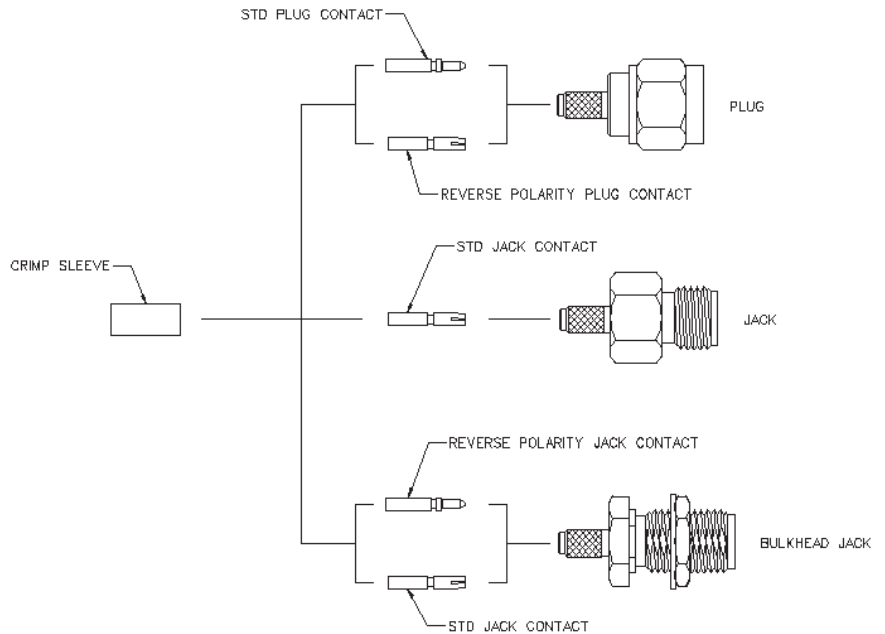 STD PLUG CONTACT
PLUG
REVERSE POLARITY PLUG CONTACT
STD JACK CONTACT
CRIMP SLEEVE
JACK
REVERSE POLARITY JACK CONTACT
BULKHEAD JACK
STD JACK CONTACT